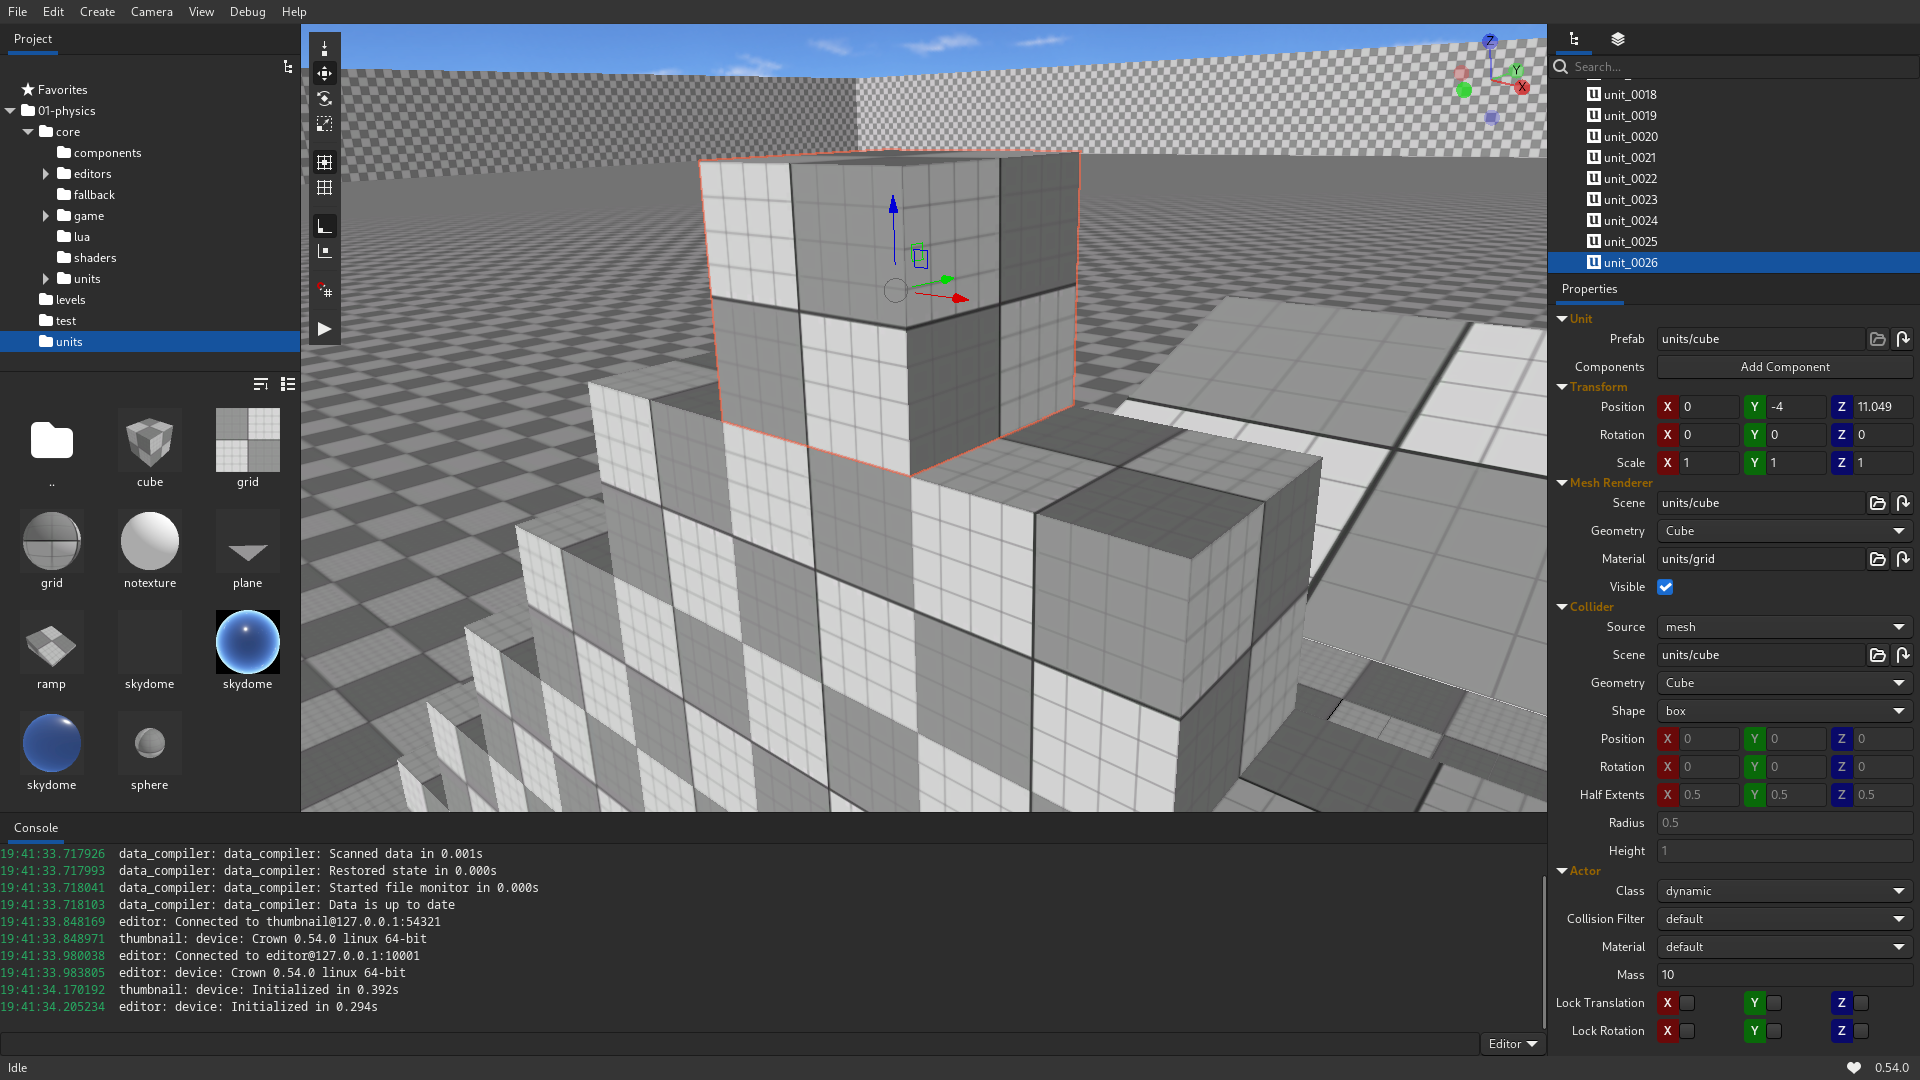 File Edit Create Camera View Debug Help
Project
Favorites
01-physics
core
components
editors
fallback
game
lua
shaders
units
levels
test
units
..
cube
grid
grid
notexture
plane
ramp
skydome
skydome
skydome
sphere
Z
Y
X
Search...
unit_0018
unit_0019
unit_0020
unit_0021
unit_0022
unit_0023
unit_0024
unit_0025
unit_0026
Properties
Unit
Prefab units/cube
Components Add Component
Transform
Position X 0 Y -4 Z 11.049
Rotation X 0 Y 0 Z 0
Scale X 1 Y 1 Z 1
Mesh Renderer
Scene units/cube
Geometry Cube
Material units/grid
Visible
Collider
Source mesh
Scene units/cube
Geometry Cube
Shape box
Position X 0 Y 0 Z 0
Rotation X 0 Y 0 Z 0
Half Extents X 0.5 Y 0.5 Z 0.5
Radius 0.5
Height 1
Actor
Class dynamic
Collision Filter default
Material default
Mass 10
Lock Translation X Y Z
Lock Rotation X Y Z
Console
19:41:33.717926 data_compiler: data_compiler: Scanned data in 0.001s
19:41:33.717993 data_compiler: data_compiler: Restored state in 0.000s
19:41:33.718041 data_compiler: data_compiler: Started file monitor in 0.000s
19:41:33.718103 data_compiler: data_compiler: Data is up to date
19:41:33.848169 editor: Connected to thumbnail@127.0.0.1:54321
19:41:33.848971 thumbnail: device: Crown 0.54.0 linux 64-bit
19:41:33.980038 editor: Connected to editor@127.0.0.1:10001
19:41:33.983805 editor: device: Crown 0.54.0 linux 64-bit
19:41:34.170192 thumbnail: device: Initialized in 0.392s
19:41:34.205234 editor: device: Initialized in 0.294s
Editor
Idle
0.54.0